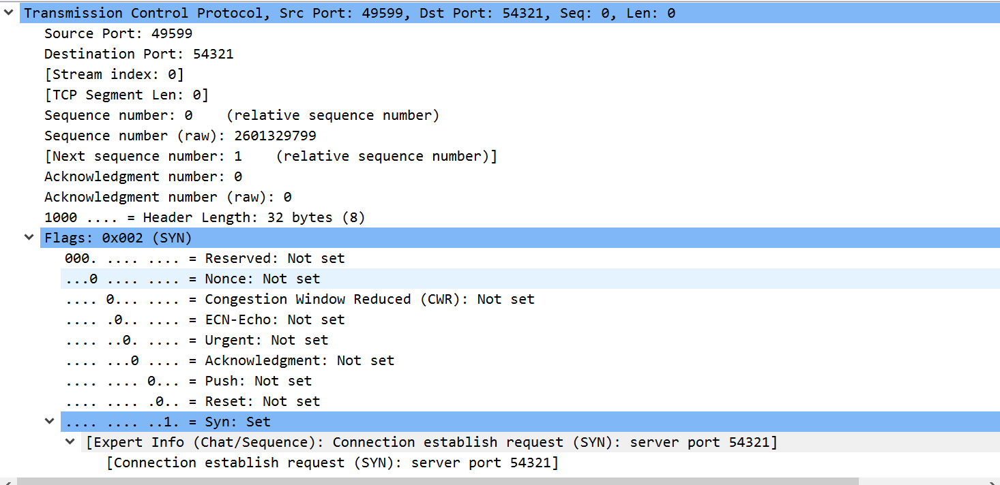 Transmission Control Protocol, Src Port: 49599, Dst Port: 54321, Seq: 0, Len: 0
Source Port: 49599
Destination Port: 54321
[Stream index: 0]
[TCP Segment Len: 0]
Sequence number: 0    (relative sequence number)
Sequence number (raw): 2601329799
[Next sequence number: 1    (relative sequence number)]
Acknowledgment number: 0
Acknowledgment number (raw): 0
1000 .... = Header Length: 32 bytes (8)
Flags: 0x002 (SYN)
000. .... .... = Reserved: Not set
...0 .... .... = Nonce: Not set
.... 0... .... = Congestion Window Reduced (CWR): Not set
.... .0.. .... = ECN-Echo: Not set
.... ..0. .... = Urgent: Not set
.... ...0 .... = Acknowledgment: Not set
.... .... 0... = Push: Not set
.... .... .0.. = Reset: Not set
.... .... ..1. = Syn: Set
[Expert Info (Chat/Sequence): Connection establish request (SYN): server port 54321]
[Connection establish request (SYN): server port 54321]